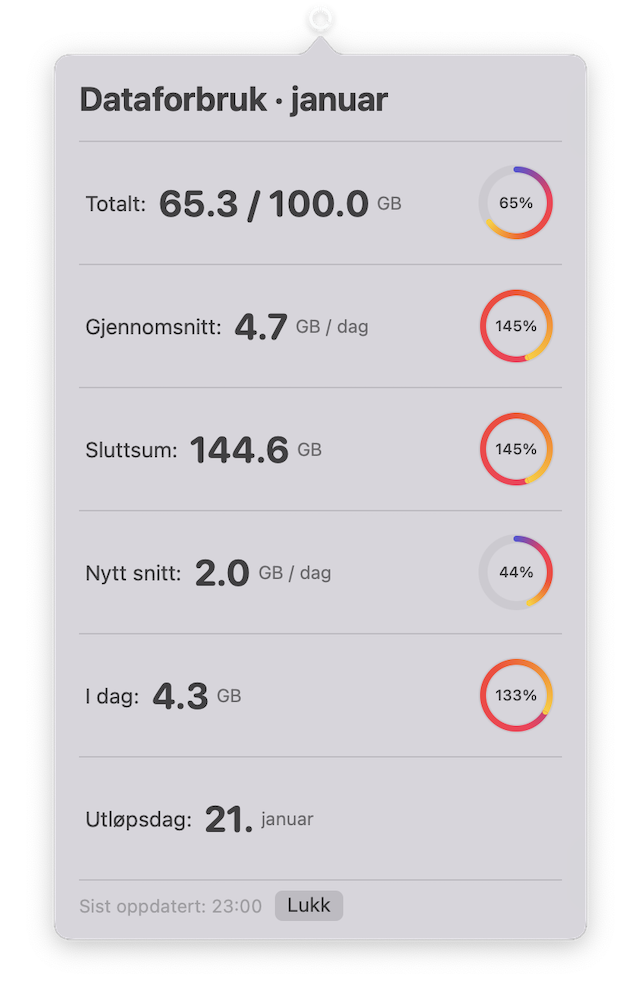 Dataforbruk · januar
Totalt: 65.3 / 100.0 GB 65%
Gjennomsnitt: 4.7 GB / dag 145%
Sluttsum: 144.6 GB 145%
Nytt snitt: 2.0 GB / dag 44%
I dag: 4.3 GB 133%
Utløpsdag: 21. januar
Sist oppdatert: 23:00 Lukk